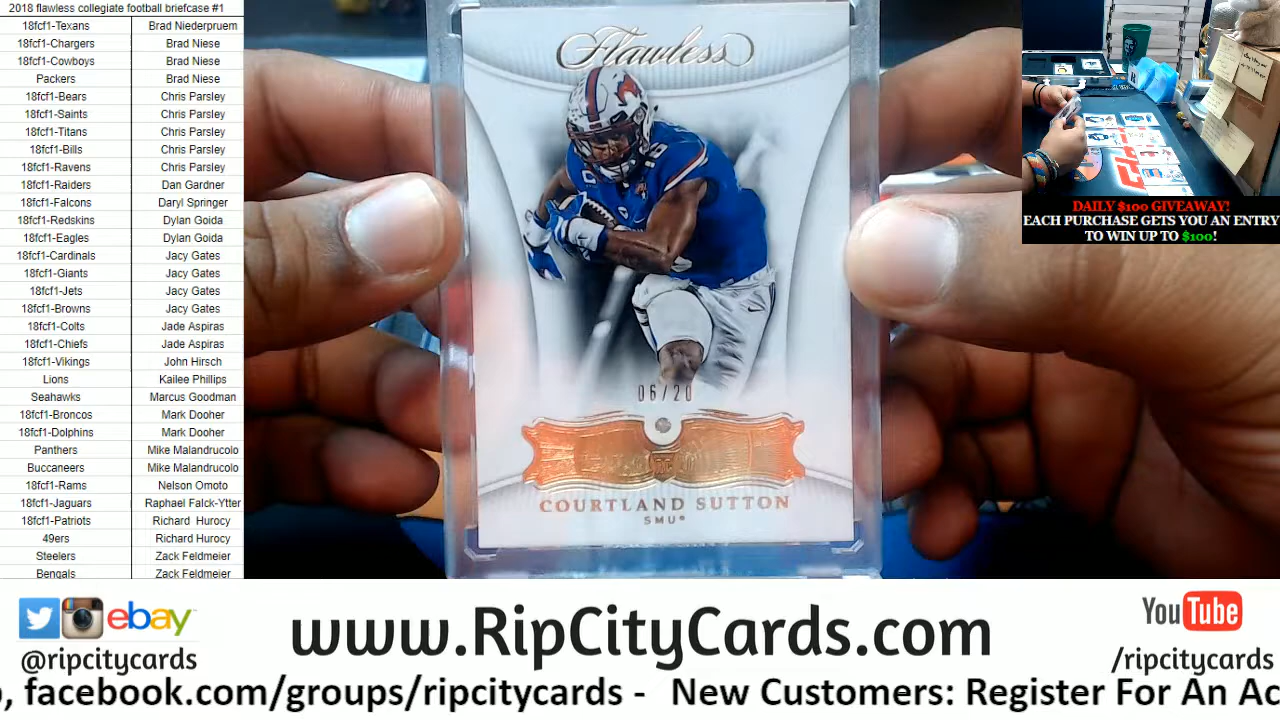 2018 flawless collegiate football briefcase #1
18fcf1-Texans Brad Niederpruem
18fcf1-Chargers Brad Niese
18fcf1-Cowboys Brad Niese
Packers Brad Niese
18fcf1-Bears Chris Parsley
18fcf1-Saints Chris Parsley
18fcf1-Titans Chris Parsley
18fcf1-Bills Chris Parsley
18fcf1-Ravens Chris Parsley
18fcf1-Raiders Dan Gardner
18fcf1-Falcons Daryl Springer
18fcf1-Redskins Dylan Goida
18fcf1-Eagles Dylan Goida
18fcf1-Cardinals Jacy Gates
18fcf1-Giants Jacy Gates
18fcf1-Jets Jacy Gates
18fcf1-Browns Jacy Gates
18fcf1-Colts Jade Aspiras
18fcf1-Chiefs Jade Aspiras
18fcf1-Vikings John Hirsch
Lions Kailee Phillips
Seahawks Marcus Goodman
18fcf1-Broncos Mark Dooher
18fcf1-Dolphins Mark Dooher
Panthers Mike Malandrucolo
Buccaneers Mike Malandrucolo
18fcf1-Rams Nelson Omoto
18fcf1-Jaguars Raphael Falck-Ytter
18fcf1-Patriots Richard Hurocy
49ers Richard Hurocy
Steelers Zack Feldmeier
Bengals Zack Feldmeier
Flawless
06/20
COURTLAND SUTTON
SMU®
DAILY $100 GIVEAWAY!
EACH PURCHASE GETS YOU AN ENTRY
TO WIN UP TO $100!
ebay
@ripcitycards
www.RipCityCards.com
YouTube
/ripcitycards
, facebook.com/groups/ripcitycards - New Customers: Register For An Ac